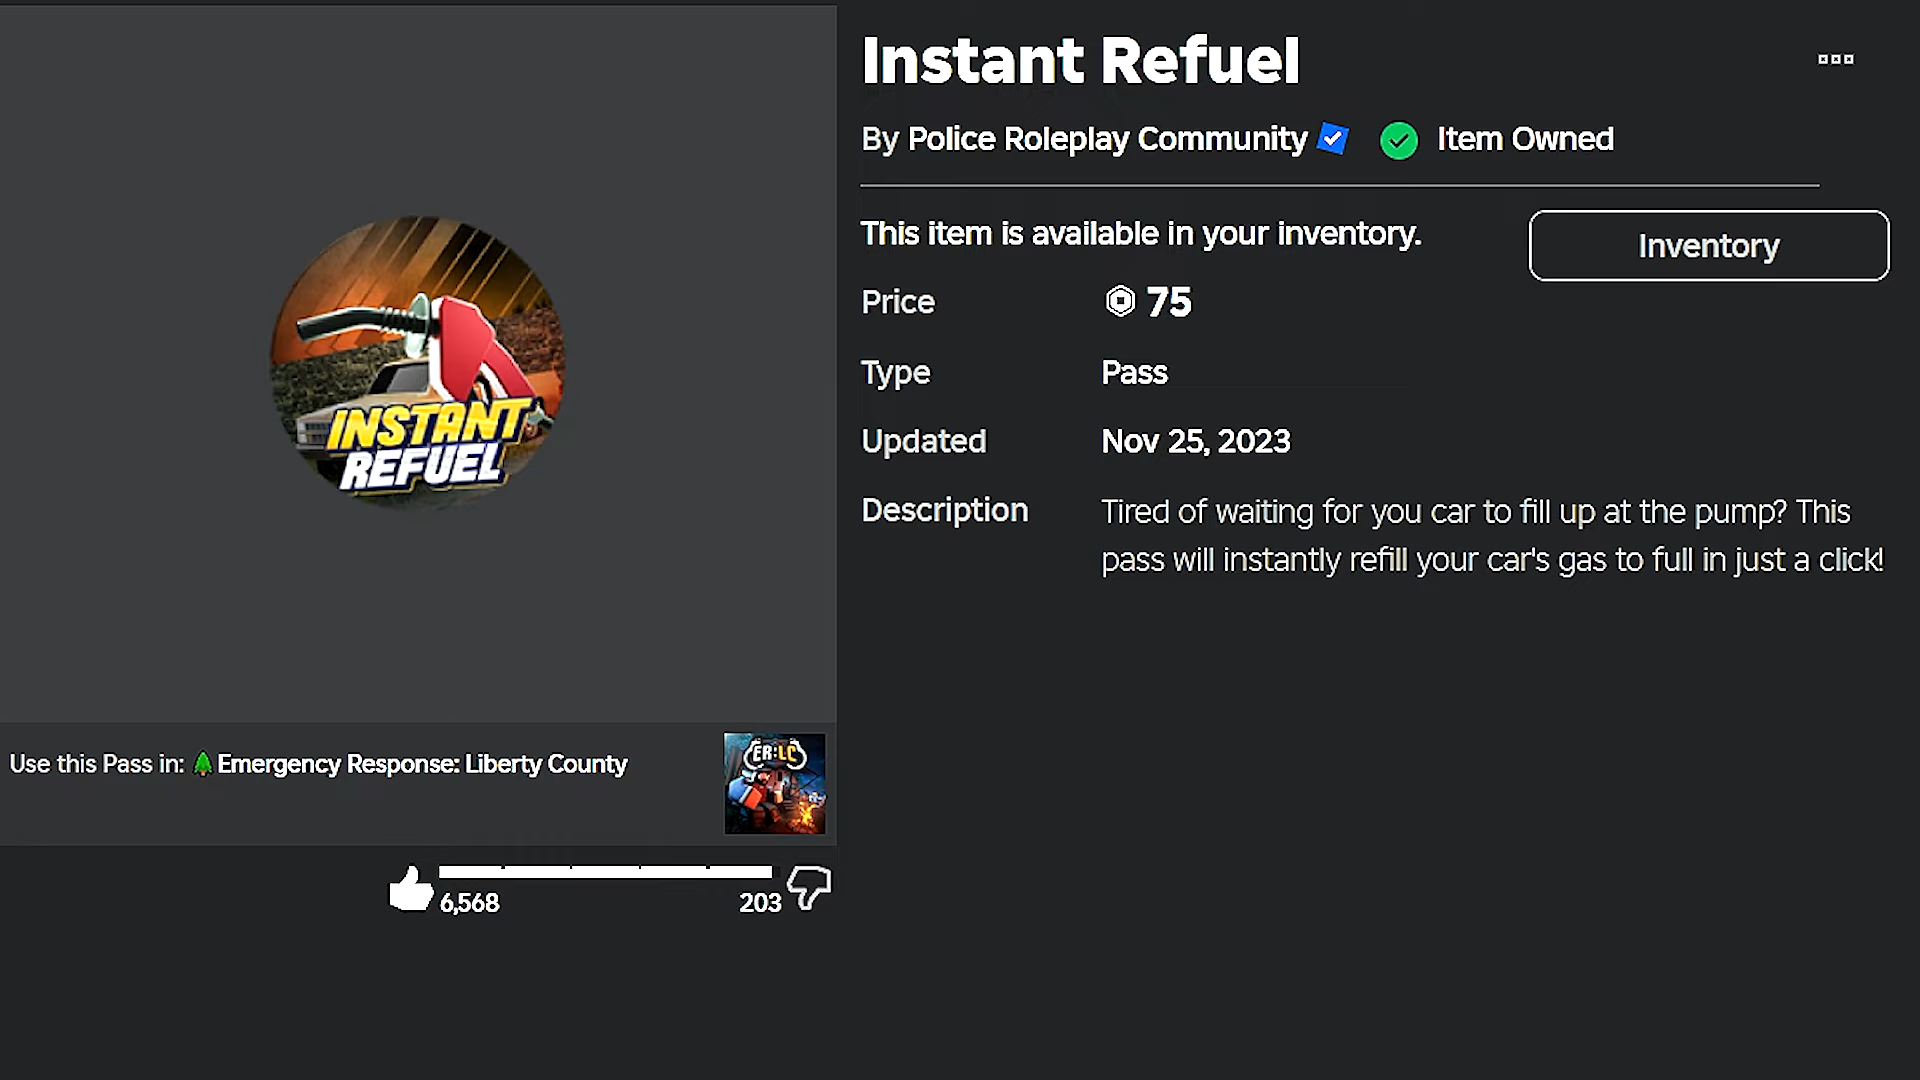 Instant Refuel
By Police Roleplay Community Item Owned
This item is available in your inventory.
Inventory
Price 75
Type Pass
Updated Nov 25, 2023
Description Tired of waiting for you car to fill up at the pump? This
pass will instantly refill your car's gas to full in just a click!
INSTANT
REFUEL
Use this Pass in: Emergency Response: Liberty County
ER:LC
6,568 203